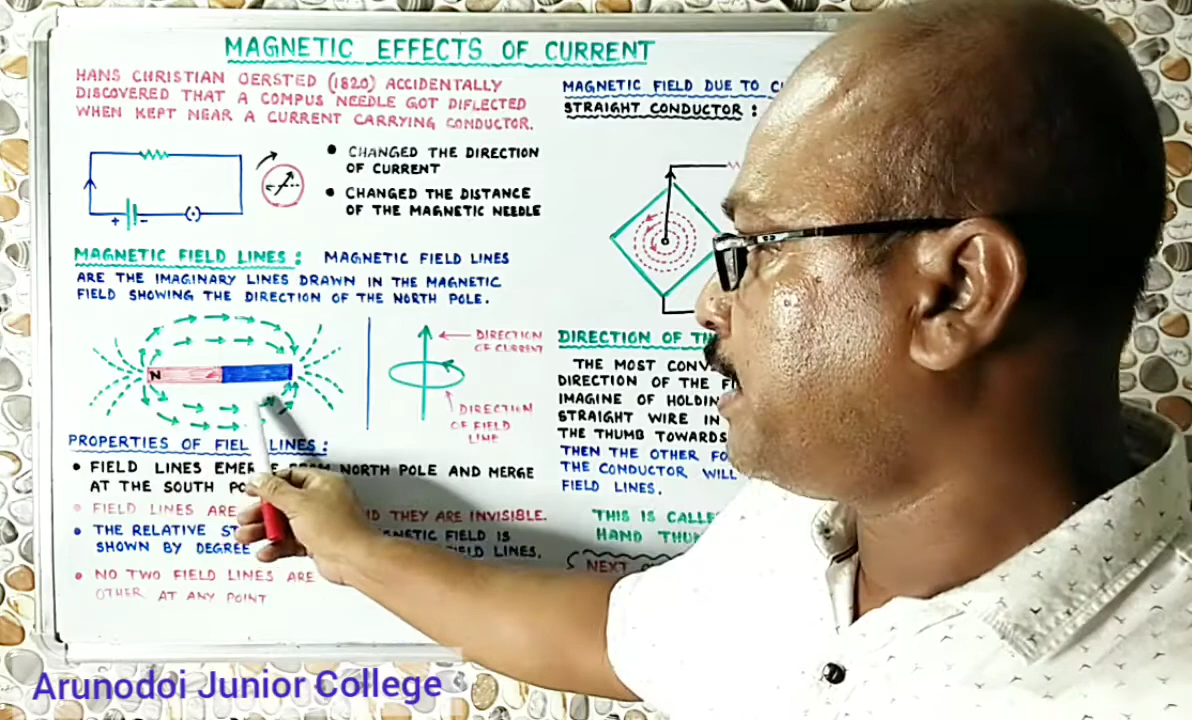 MAGNETIC EFFECTS OF CURRENT
HANS CHRISTIAN OERSTED (1820) ACCIDENTALLY
DISCOVERED THAT A COMPUS NEEDLE GOT DIFLECTED
WHEN KEPT NEAR A CURRENT CARRYING CONDUCTOR.
• CHANGED THE DIRECTION
OF CURRENT
• CHANGED THE DISTANCE
OF THE MAGNETIC NEEDLE
+ -
MAGNETIC FIELD LINES : MAGNETIC FIELD LINES
ARE THE IMAGINARY LINES DRAWN IN THE MAGNETIC
FIELD SHOWING THE DIRECTION OF THE NORTH POLE.
N
DIRECTION
OF CURRENT
DIRECTION
OF FIELD
LINE
PROPERTIES OF FIEL LINES :
• FIELD LINES EMER FROM NORTH POLE AND MERGE
AT THE SOUTH PO
• FIELD LINES ARE THEY ARE INVISIBLE.
• THE RELATIVE ST FIELD IS
SHOWN BY DEGREE FIELD LINES.
• NO TWO FIELD LINES ARE
OTHER AT ANY POINT
MAGNETIC FIELD DUE TO
STRAIGHT CONDUCTOR :
DIRECTION OF
THE MOST CONV
DIRECTION OF THE
IMAGINE OF HOLDIN
STRAIGHT WIRE IN
THE THUMB TOWARDS
THEN THE OTHER FO
THE CONDUCTOR WILL
FIELD LINES.
THIS IS CALLE
HAND THU
NEXT
Arunodoi Junior College